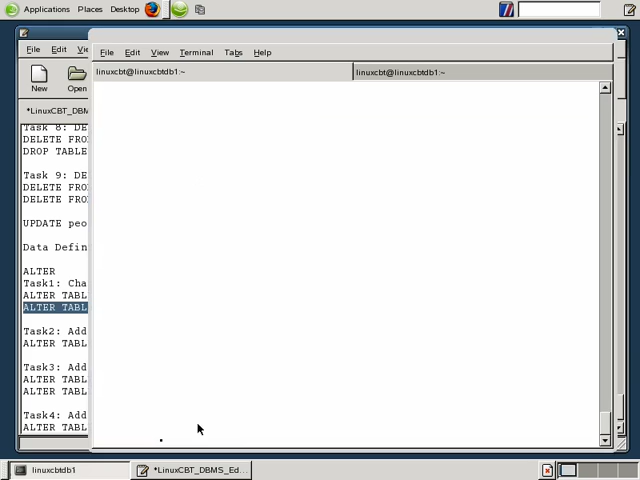 Applications Places Desktop
File Edit Vie
File Edit View Terminal Tabs Help
New Open
linuxcbt@linuxcbtdb1:~ linuxcbt@linuxcbtdb1:~
*LinuxCBT_DBM
Task 8: DE
DELETE FRO
DROP TABLE
Task 9: DE
DELETE FRO
DELETE FRO
UPDATE peo
Data Defin
ALTER
Task1: Cha
ALTER TABL
ALTER TABL
Task2: Add
ALTER TABL
Task3: Add
ALTER TABL
ALTER TABL
Task4: Add
ALTER TABL
linuxcbtdb1 *LinuxCBT_DBMS_Ed...